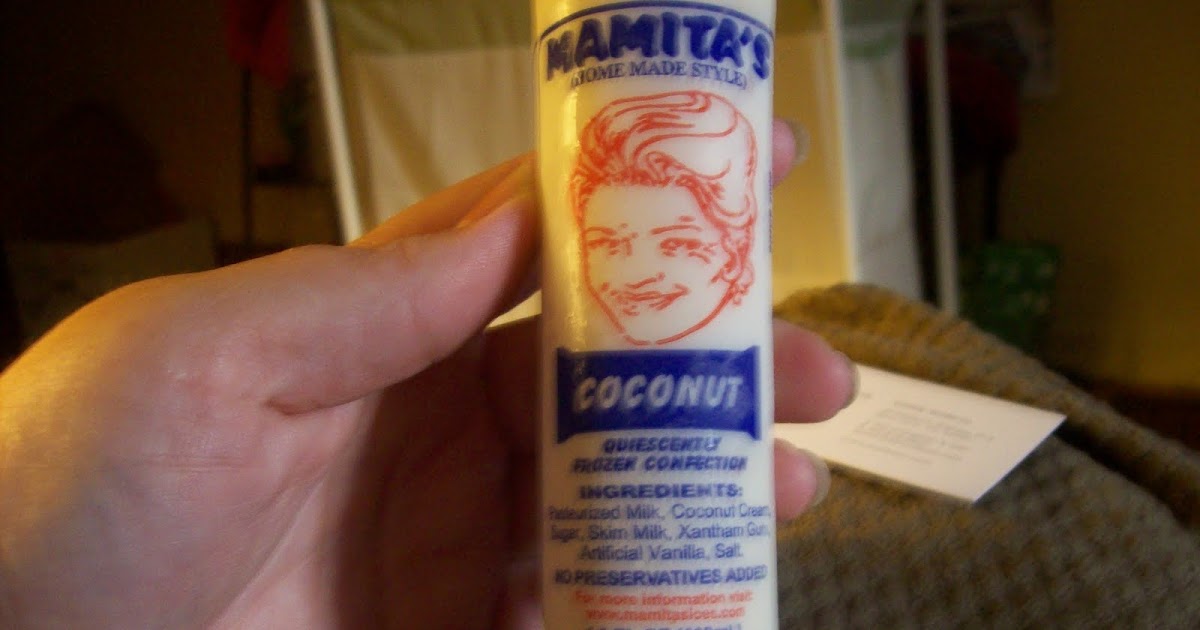 MAMITA'S
(HOME MADE STYLE)
COCONUT
QUIESCENTLY
FROZEN CONFECTION
INGREDIENTS:
Pasteurized Milk, Coconut Cream,
Sugar, Skim Milk, Xantham Gum,
Artificial Vanilla, Salt.
NO PRESERVATIVES ADDED
For more information visit:
www.mamitasices.com